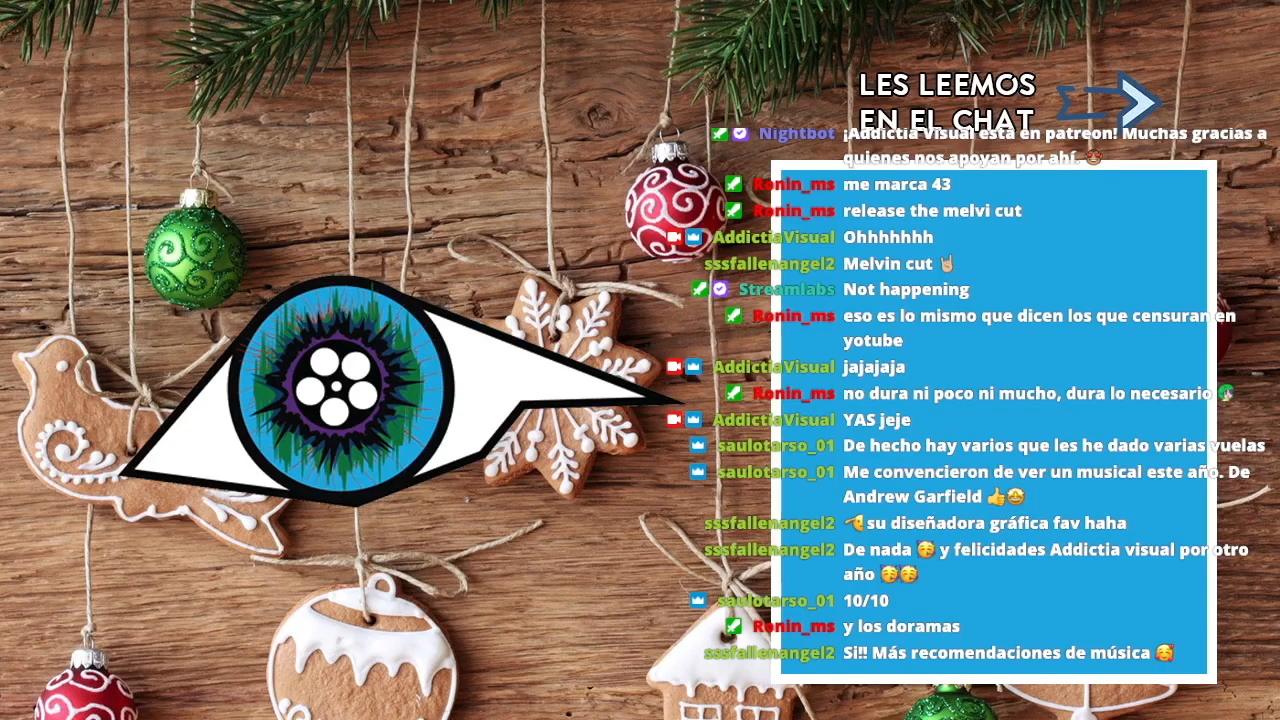 LES LEEMOS
EN EL CHAT
Nightbot ¡Addictia Visual está en patreon! Muchas gracias a
quienes nos apoyan por ahí. 😍
Ronin_ms me marca 43
Ronin_ms release the melvi cut
AddictiaVisual Ohhhhhhh
sssfallenangel2 Melvin cut 🤘🏼
Streamlabs Not happening
Ronin_ms eso es lo mismo que dicen los que censuran en
yotube
AddictiaVisual jajajaja
Ronin_ms no dura ni poco ni mucho, dura lo necesario
AddictiaVisual YAS jeje
saulotarso_01 De hecho hay varios que les he dado varias vuelas
saulotarso_01 Me convencieron de ver un musical este año. De
Andrew Garfield 👍🤩
sssfallenangel2 🫡 su diseñadora gráfica fav haha
sssfallenangel2 De nada 🥳 y felicidades Addictia visual por otro
año 🥳🥳
saulotarso_01 10/10
Ronin_ms y los doramas
sssfallenangel2 Si!! Más recomendaciones de música 🥰